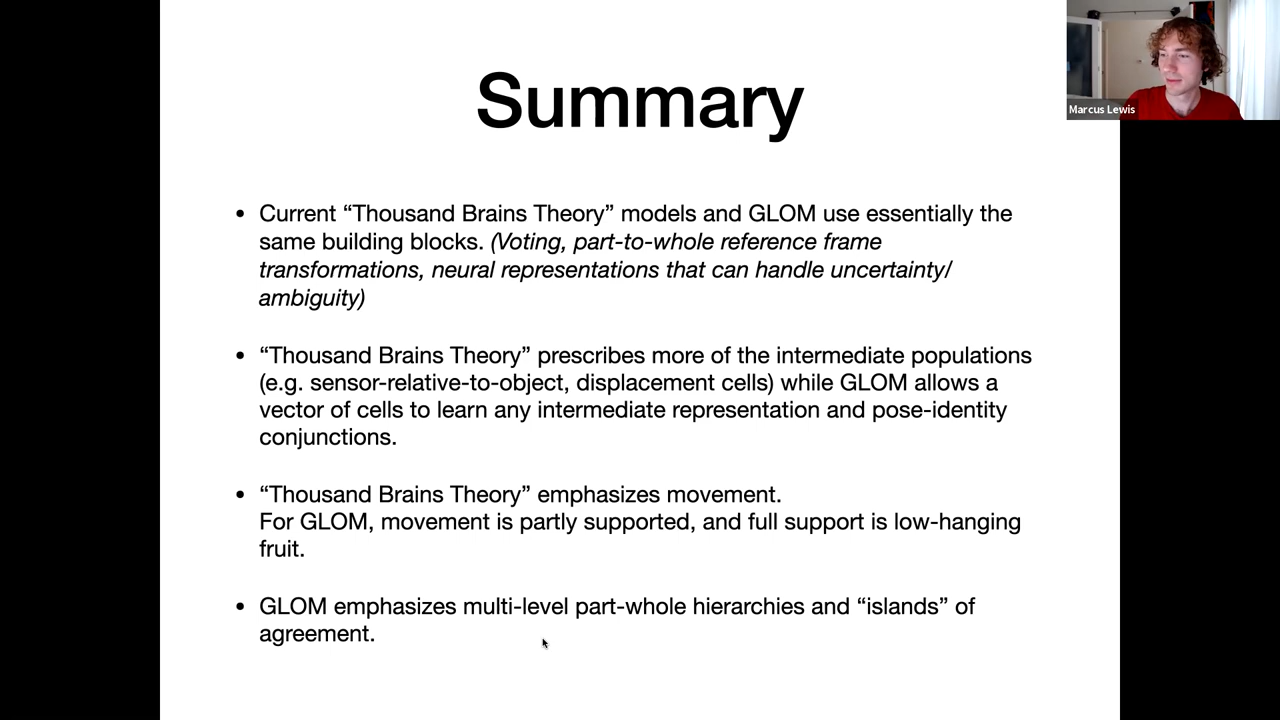 Summary
Marcus Lewis
• Current “Thousand Brains Theory” models and GLOM use essentially the
same building blocks. (Voting, part-to-whole reference frame
transformations, neural representations that can handle uncertainty/
ambiguity)
• “Thousand Brains Theory” prescribes more of the intermediate populations
(e.g. sensor-relative-to-object, displacement cells) while GLOM allows a
vector of cells to learn any intermediate representation and pose-identity
conjunctions.
• “Thousand Brains Theory” emphasizes movement.
For GLOM, movement is partly supported, and full support is low-hanging
fruit.
• GLOM emphasizes multi-level part-whole hierarchies and “islands” of
agreement.